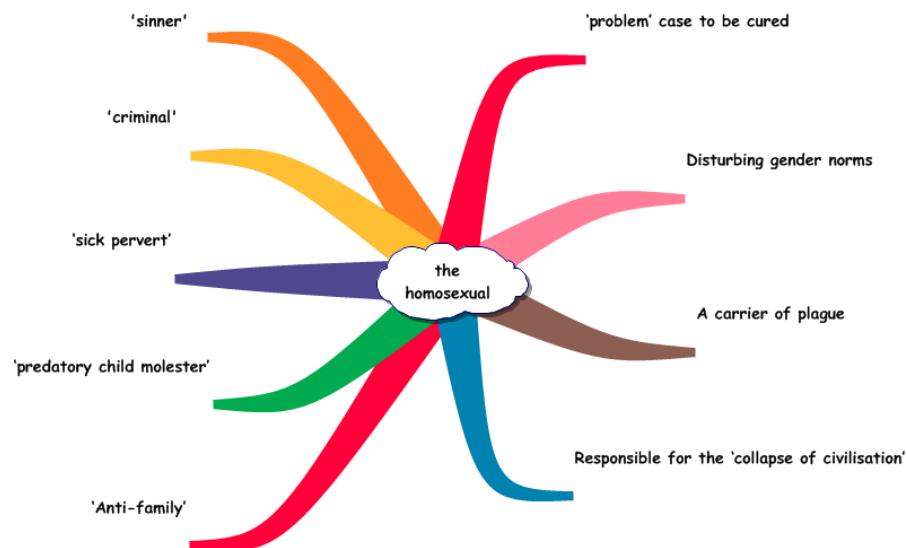 'sinner'
'problem' case to be cured
'criminal'
Disturbing gender norms
'sick pervert'
the
homosexual
A carrier of plague
'predatory child molester'
Responsible for the 'collapse of civilisation'
'Anti-family'